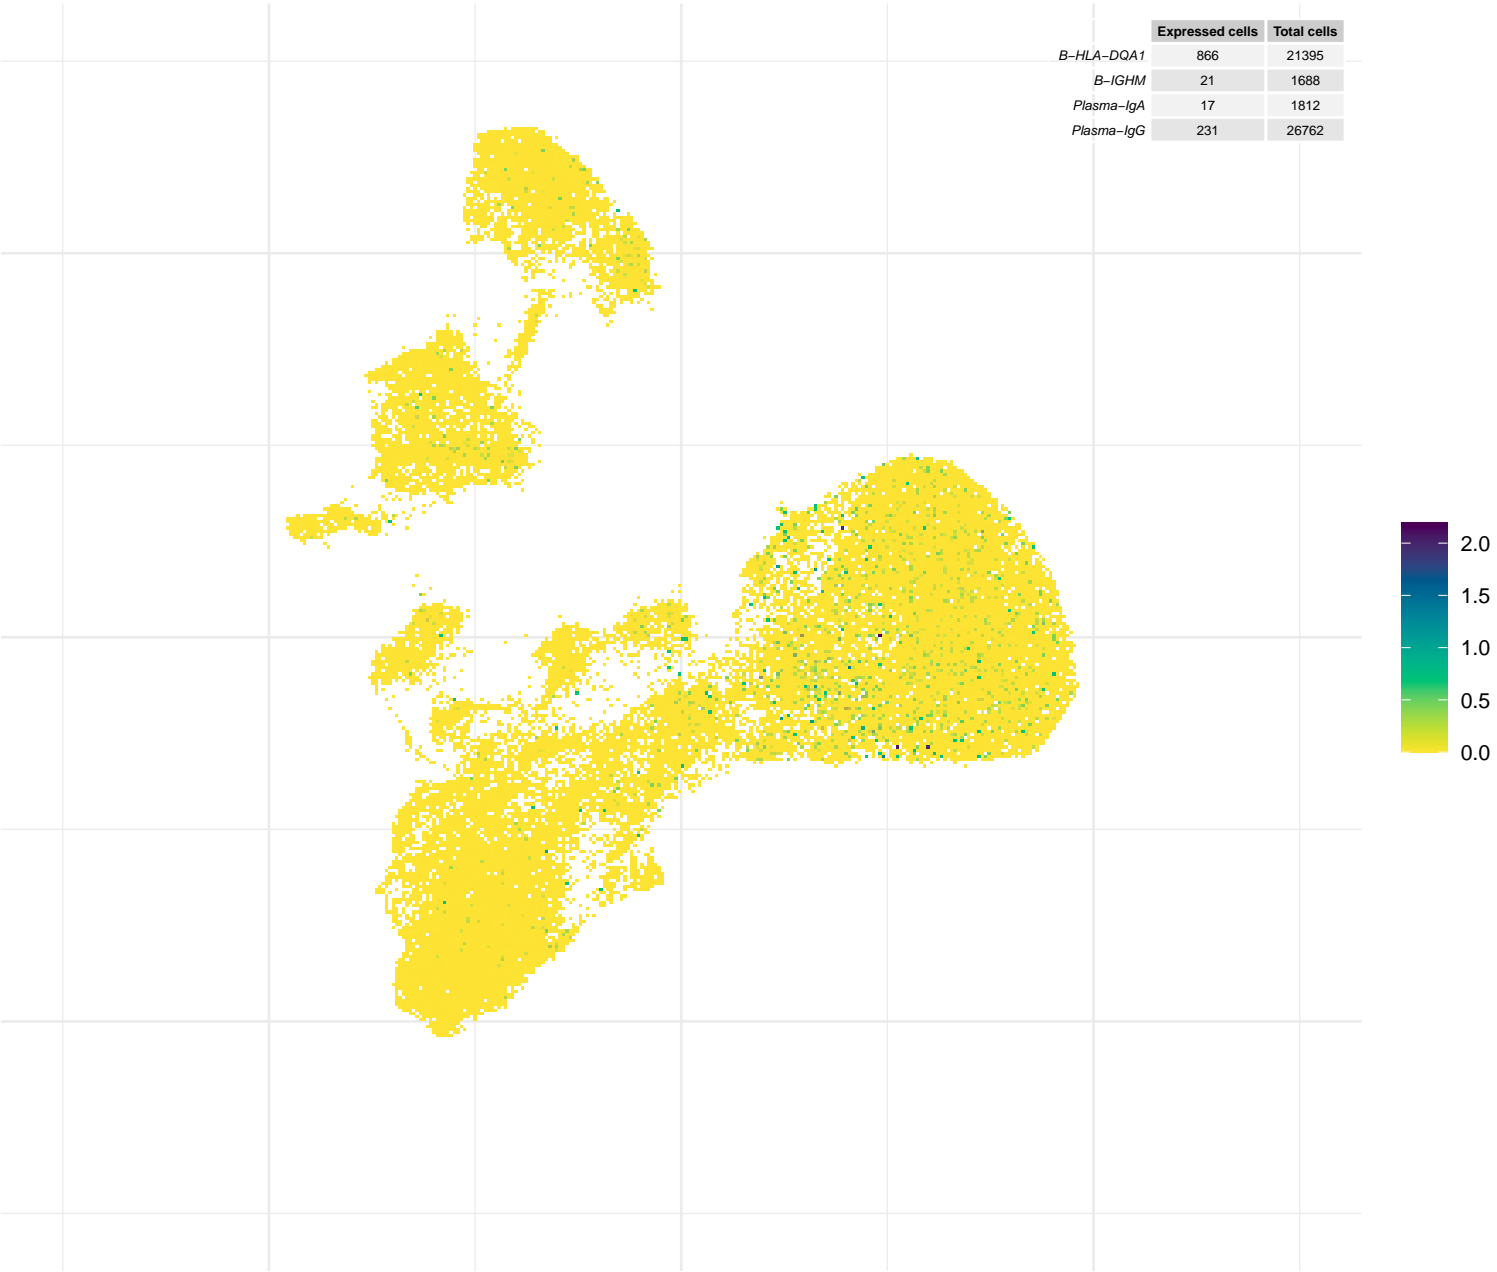 Expressed cells Total cells
B-HLA-DQA1 866 21395
B-IGHM 21 1688
Plasma-IgA 17 1812
Plasma-IgG 231 26762
2.0
1.5
1.0
0.5
0.0